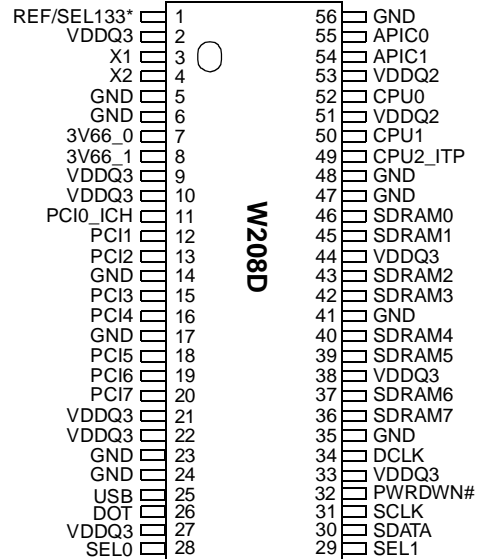 REF/SEL133* 1 56 GND
VDDQ3 2 55 APIC0
X1 3 54 APIC1
X2 4 53 VDDQ2
GND 5 52 CPU0
GND 6 51 VDDQ2
3V66_0 7 50 CPU1
3V66_1 8 49 CPU2_ITP
VDDQ3 9 48 GND
VDDQ3 10 47 GND
PCI0_ICH 11 46 SDRAM0
PCI1 12 45 SDRAM1
PCI2 13 44 VDDQ3
GND 14 43 SDRAM2
PCI3 15 42 SDRAM3
PCI4 16 41 GND
GND 17 40 SDRAM4
PCI5 18 39 SDRAM5
PCI6 19 38 VDDQ3
PCI7 20 37 SDRAM6
VDDQ3 21 36 SDRAM7
VDDQ3 22 35 GND
GND 23 34 DCLK
GND 24 33 VDDQ3
USB 25 32 PWRDWN#
DOT 26 31 SCLK
VDDQ3 27 30 SDATA
SEL0 28 29 SEL1
W208D